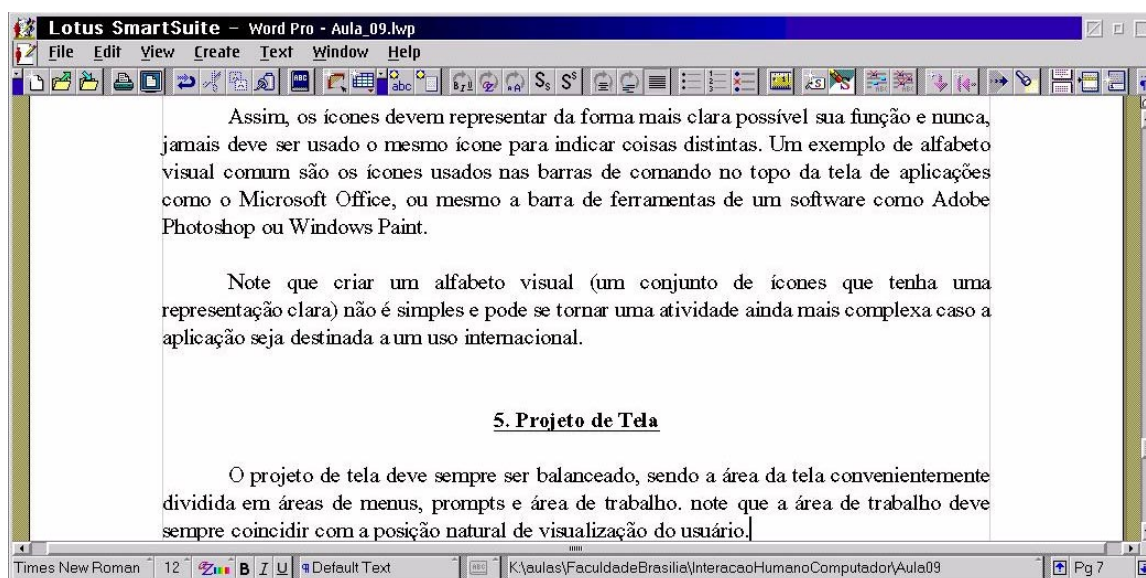 Lotus SmartSuite – Word Pro - Aula_09.lwp
File Edit View Create Text Window Help
Assim, os ícones devem representar da forma mais clara possível sua função e nunca,
jamais deve ser usado o mesmo ícone para indicar coisas distintas. Um exemplo de alfabeto
visual comum são os ícones usados nas barras de comando no topo da tela de aplicações
como o Microsoft Office, ou mesmo a barra de ferramentas de um software como Adobe
Photoshop ou Windows Paint.
Note que criar um alfabeto visual (um conjunto de ícones que tenha uma
representação clara) não é simples e pode se tornar uma atividade ainda mais complexa caso a
aplicação seja destinada a um uso internacional.
5. Projeto de Tela
O projeto de tela deve sempre ser balanceado, sendo a área da tela convenientemente
dividida em áreas de menus, prompts e área de trabalho. note que a área de trabalho deve
sempre coincidir com a posição natural de visualização do usuário.
Times New Roman 12 B I U Default Text K:\aulas\FaculdadeBrasilia\InteracaoHumanoComputador\Aula09 Pg 7